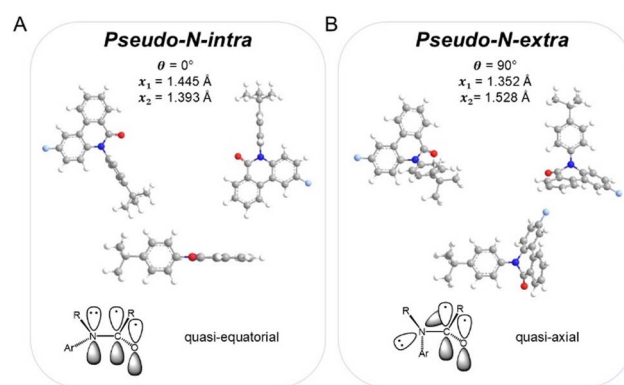 A
Pseudo-N-intra
θ = 0°
x₁ = 1.445 Å
x₂ = 1.393 Å
R
R
N
C
O
Ar
quasi-equatorial
B
Pseudo-N-extra
θ = 90°
x₁ = 1.352 Å
x₂ = 1.528 Å
R
R
N
C
O
Ar
quasi-axial